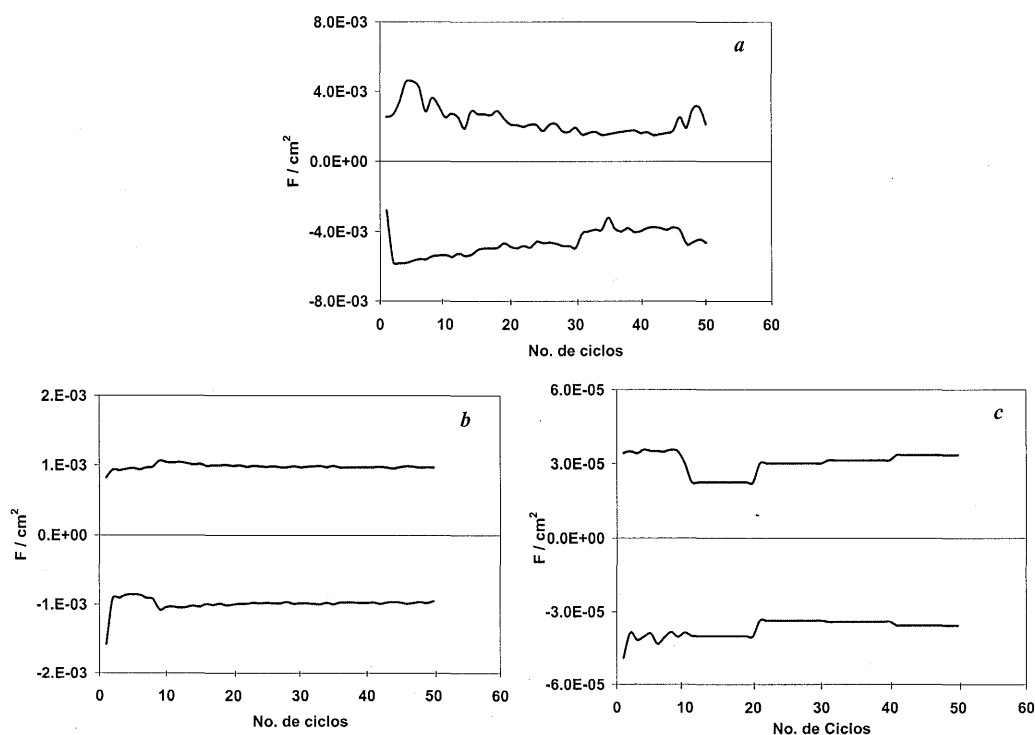 a
8.0E-03
4.0E-03
0.0E+00
-4.0E-03
-8.0E-03
F / cm²
0 10 20 30 40 50 60
No. de ciclos
b
2.E-03
1.E-03
0.E+00
-1.E-03
-2.E-03
F / cm²
0 10 20 30 40 50 60
No. de ciclos
c
6.0E-05
3.0E-05
0.0E+00
-3.0E-05
-6.0E-05
F / cm²
0 10 20 30 40 50 60
No. de Ciclos